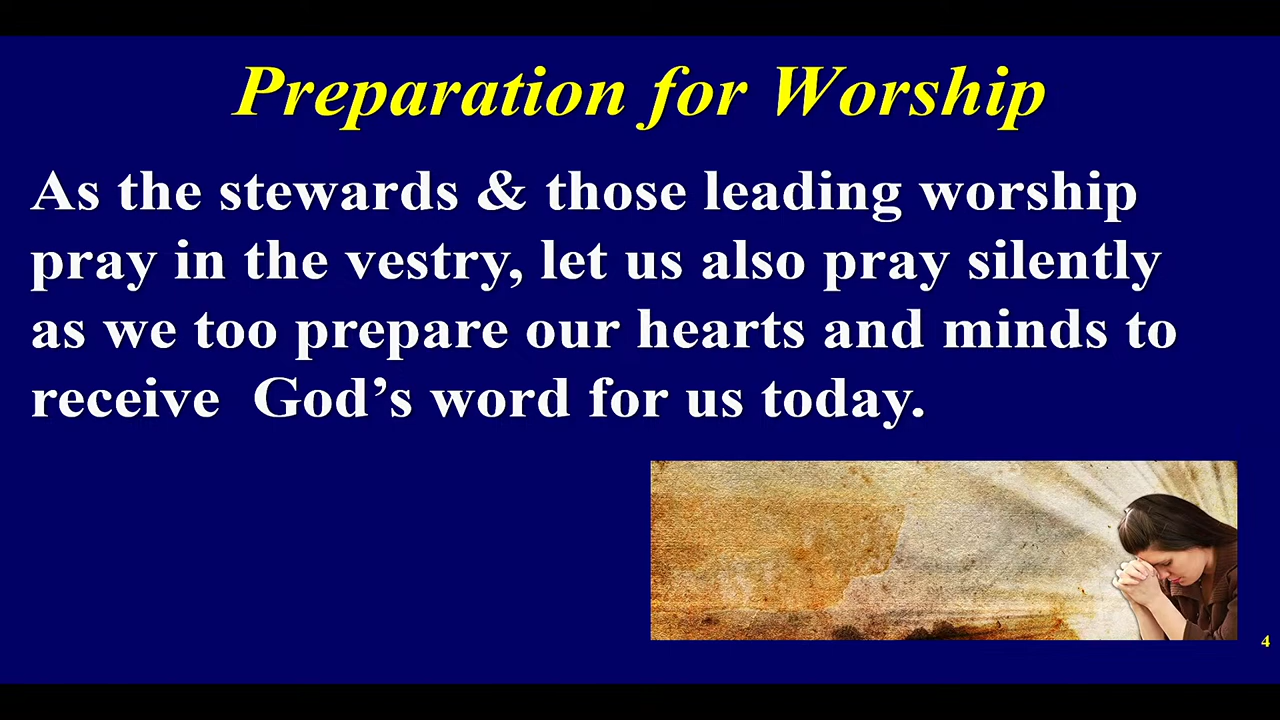 Preparation for Worship
As the stewards & those leading worship
pray in the vestry, let us also pray silently
as we too prepare our hearts and minds to
receive  God’s word for us today.
4